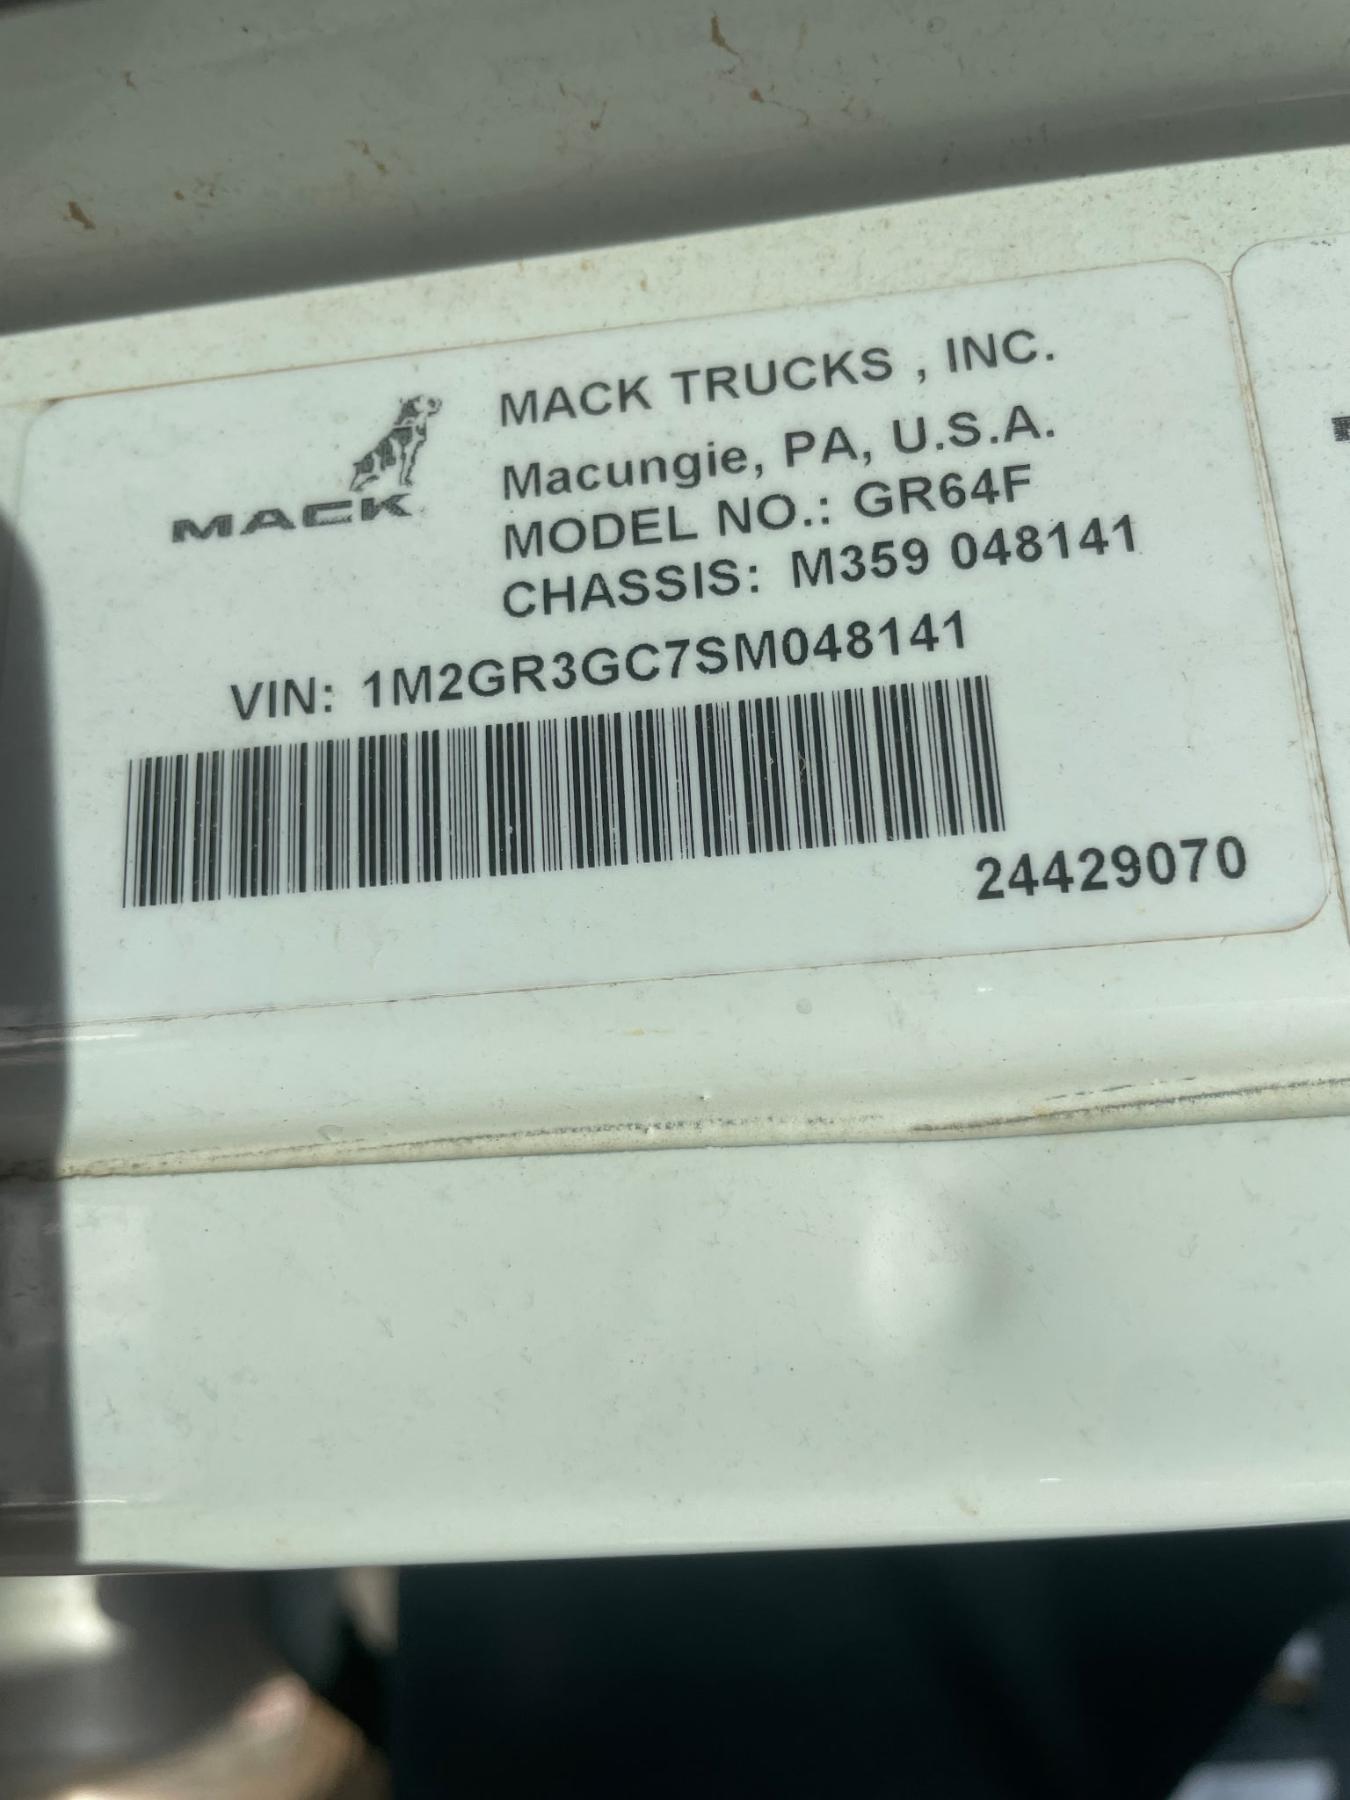 MACK
MACK TRUCKS , INC.
Macungie, PA, U.S.A.
MODEL NO.: GR64F
CHASSIS: M359 048141
VIN: 1M2GR3GC7SM048141
24429070